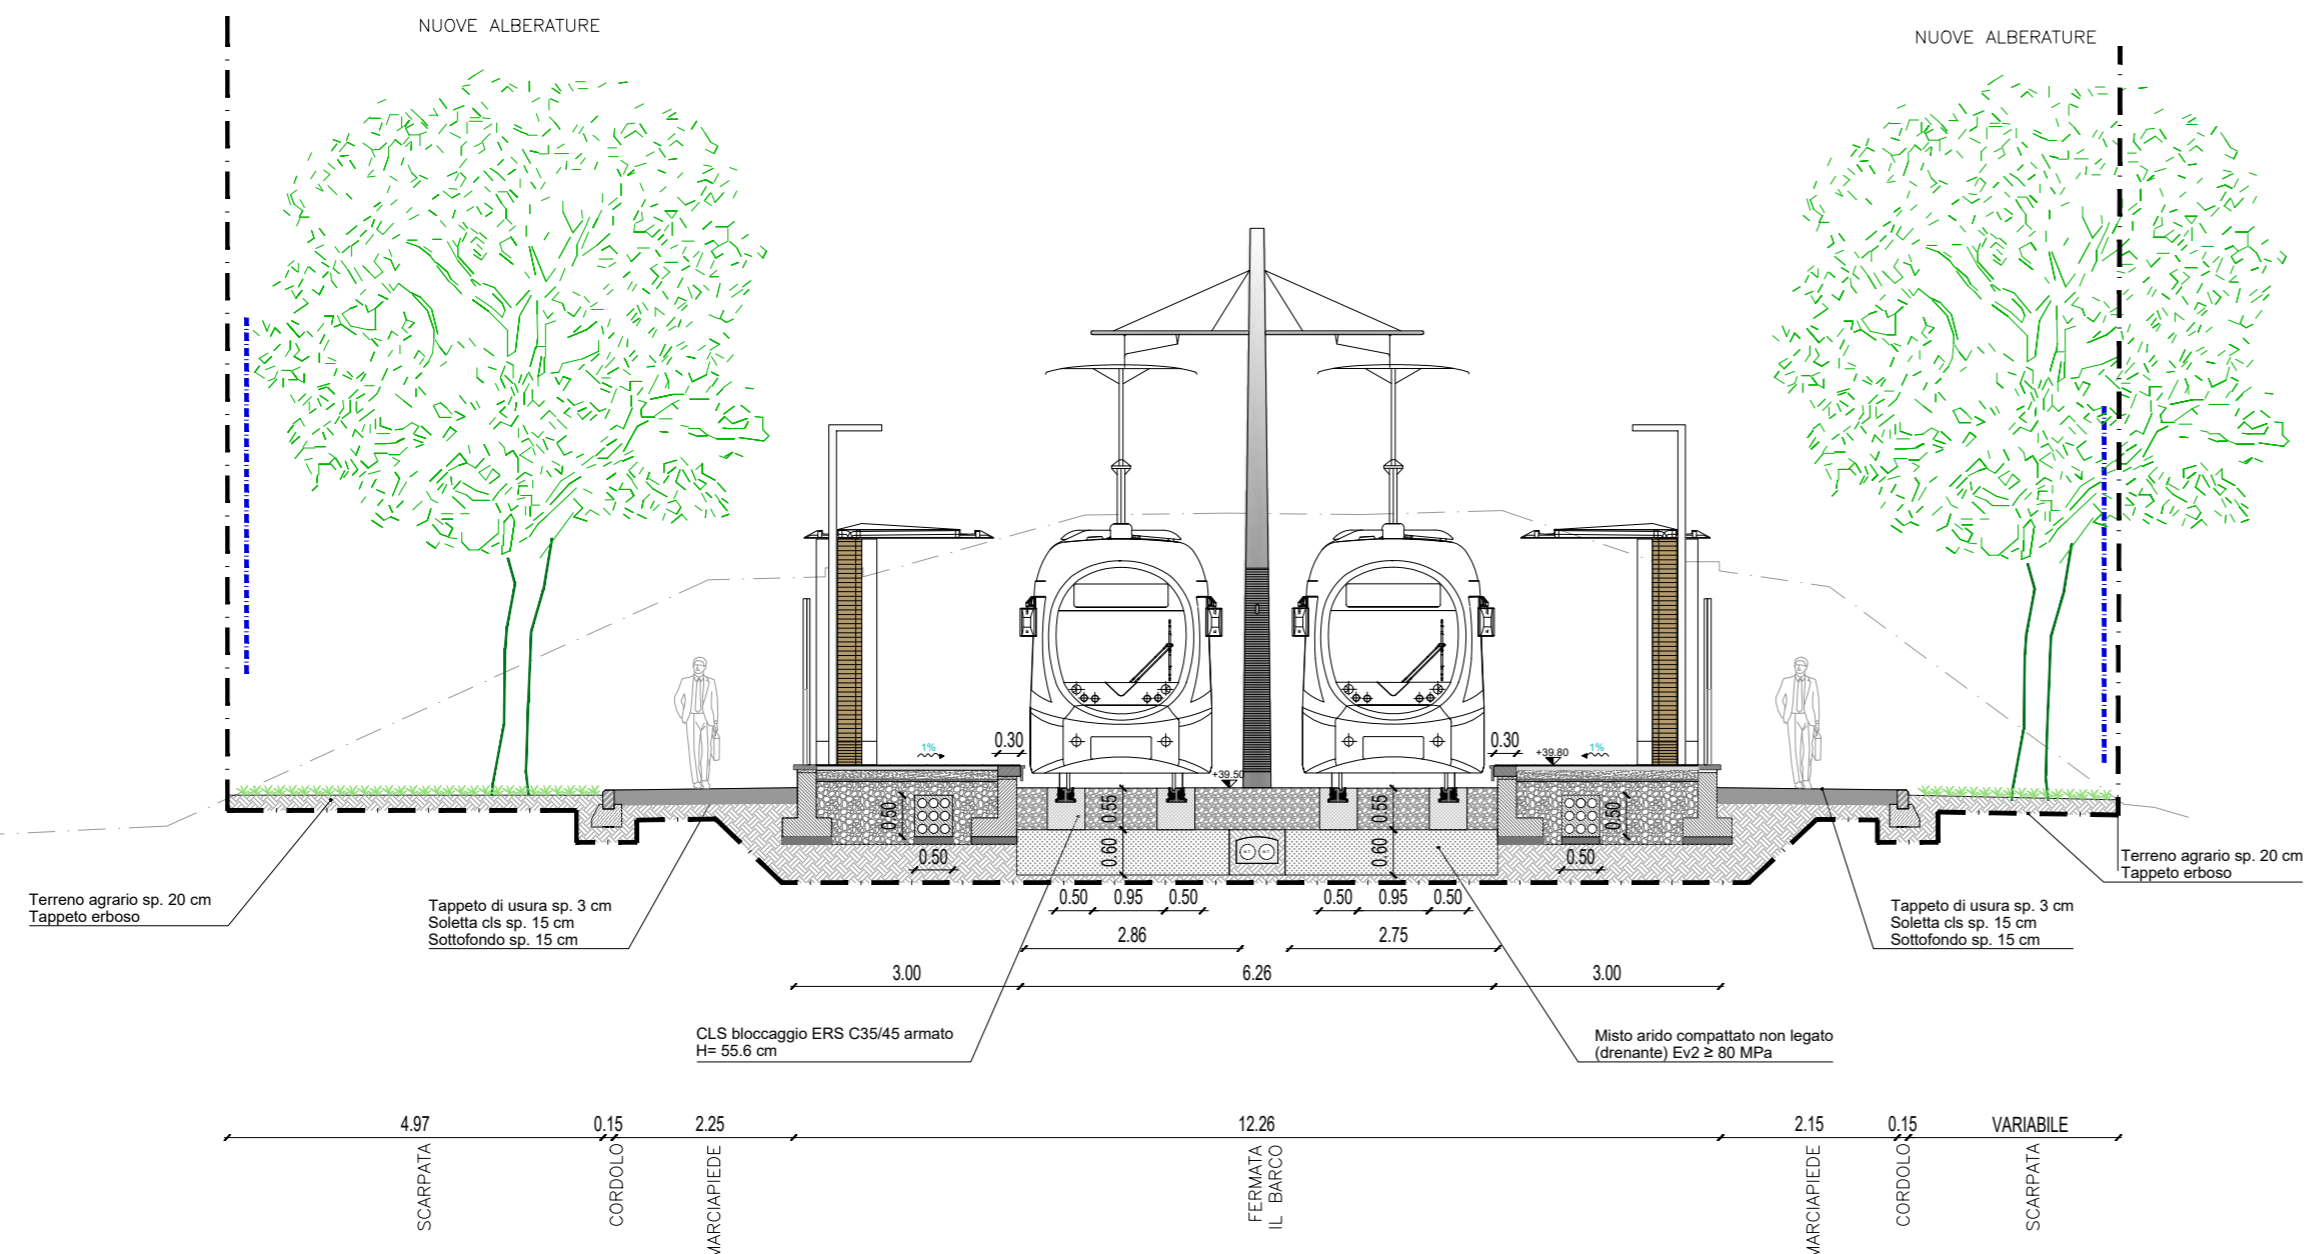 NUOVE ALBERATURE
NUOVE ALBERATURE
1%
0.30
+39.50
0.30
+39.80
1%
0.50
0.55
0.55
0.50
0.50
0.60
0.60
0.50
Terreno agrario sp. 20 cm
Tappeto erboso
Tappeto di usura sp. 3 cm
Soletta cls sp. 15 cm
Sottofondo sp. 15 cm
0.50 0.95 0.50
0.50 0.95 0.50
2.86
2.75
3.00
6.26
3.00
Terreno agrario sp. 20 cm
Tappeto erboso
Tappeto di usura sp. 3 cm
Soletta cls sp. 15 cm
Sottofondo sp. 15 cm
CLS bloccaggio ERS C35/45 armato
H= 55.6 cm
Misto arido compattato non legato
(drenante) Ev2 ≥ 80 MPa
4.97
0.15
2.25
12.26
2.15
0.15
VARIABILE
SCARPATA
CORDOLO
MARCIAPIEDE
FERMATA
IL BARCO
MARCIAPIEDE
CORDOLO
SCARPATA